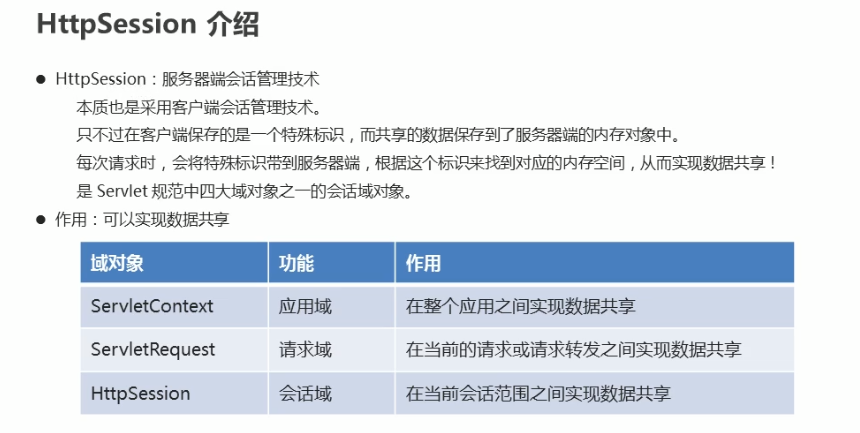 HttpSession 介绍
● HttpSession：服务器端会话管理技术
本质也是采用客户端会话管理技术。
只不过在客户端保存的是一个特殊标识，而共享的数据保存到了服务器端的内存对象中。
每次请求时，会将特殊标识带到服务器端，根据这个标识来找到对应的内存空间，从而实现数据共享！
是 Servlet 规范中四大域对象之一的会话域对象。
● 作用：可以实现数据共享
域对象 功能 作用
ServletContext 应用域 在整个应用之间实现数据共享
ServletRequest 请求域 在当前的请求或请求转发之间实现数据共享
HttpSession 会话域 在当前会话范围之间实现数据共享